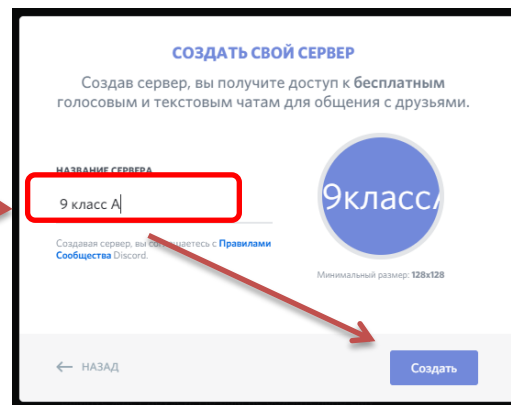 СОЗДАТЬ СВОЙ СЕРВЕР
Создав сервер, вы получите доступ к бесплатным
голосовым и текстовым чатам для общения с друзьями.
НАЗВАНИЕ СЕРВЕРА
9 класс А
9классА
Создавая сервер, вы соглашаетесь с Правилами
Сообщества Discord.
Минимальный размер: 128x128
← НАЗАД
Создать